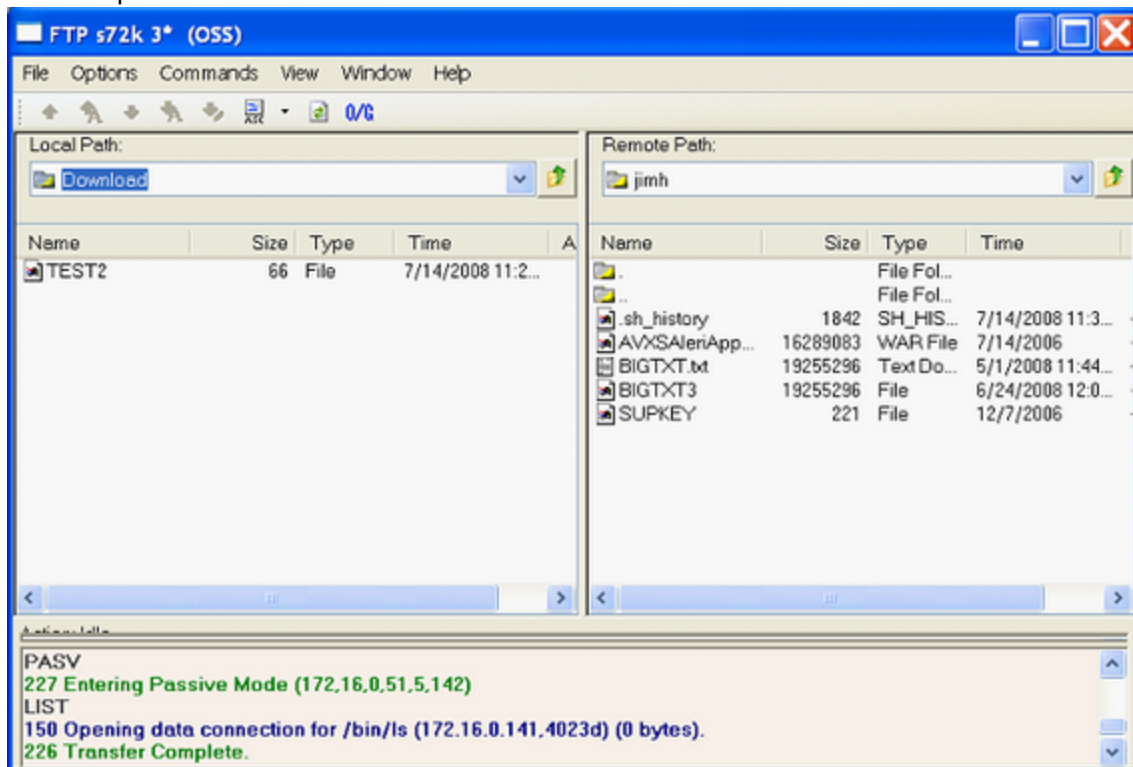 FTP s72k 3* (OSS)
File Options Commands View Window Help
O/G
Local Path:
Download
Name Size Type Time A
TEST2 66 File 7/14/2008 11:2...
Remote Path:
jimh
Name Size Type Time
. File Fol...
.. File Fol...
.sh_history 1842 SH_HIS... 7/14/2008 11:3...
AVXSAleriApp... 16289083 WAR File 7/14/2006
BIGTXT.txt 19255296 Text Do... 5/1/2008 11:44...
BIGTXT3 19255296 File 6/24/2008 12:0...
SUPKEY 221 File 12/7/2006
PASV
227 Entering Passive Mode (172,16,0,51,5,142)
LIST
150 Opening data connection for /bin/ls (172.16.0.141,4023d) (0 bytes).
226 Transfer Complete.